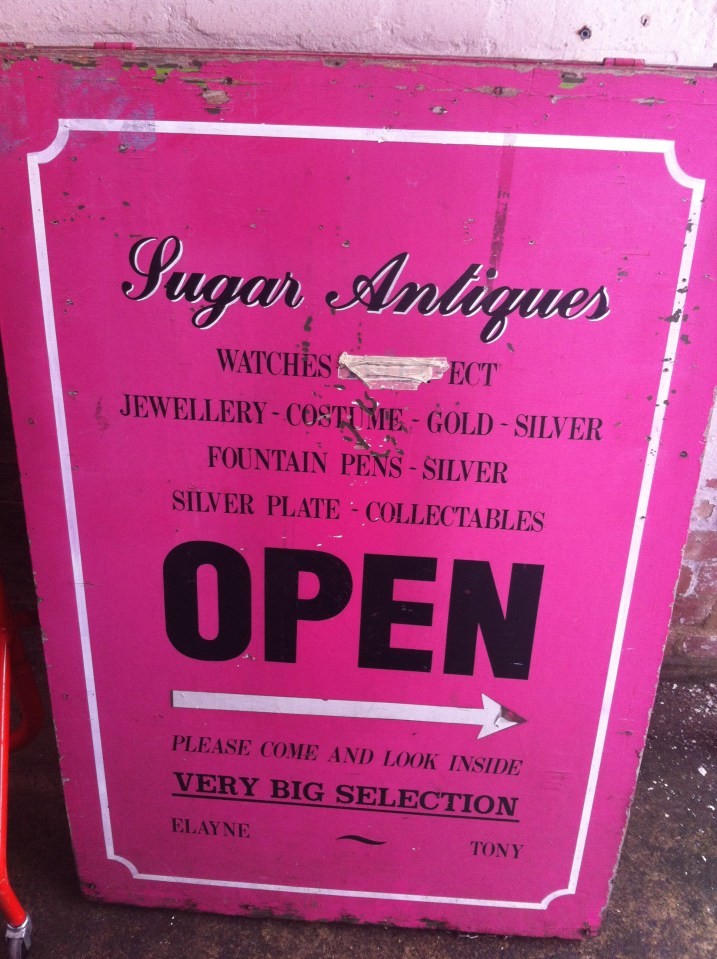 Sugar Antiques
WATCHES ECT
JEWELLERY - COSTUME - GOLD - SILVER
FOUNTAIN PENS - SILVER
SILVER PLATE - COLLECTABLES
OPEN
PLEASE COME AND LOOK INSIDE
VERY BIG SELECTION
ELAYNE ~ TONY